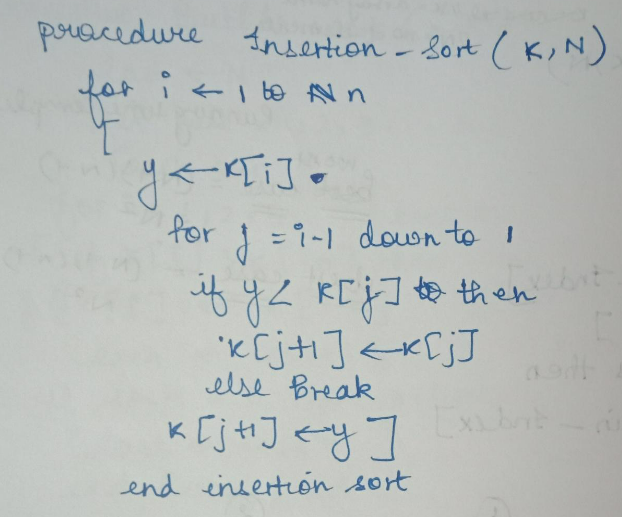 procedure Insertion-Sort (K, N)
for i ← 1 to n
[
y ← K[i].
for j = i-1 down to 1
if y < K[j] then
K[j+1] ← K[j]
else Break
K[j+1] ← y ]
end insertion sort